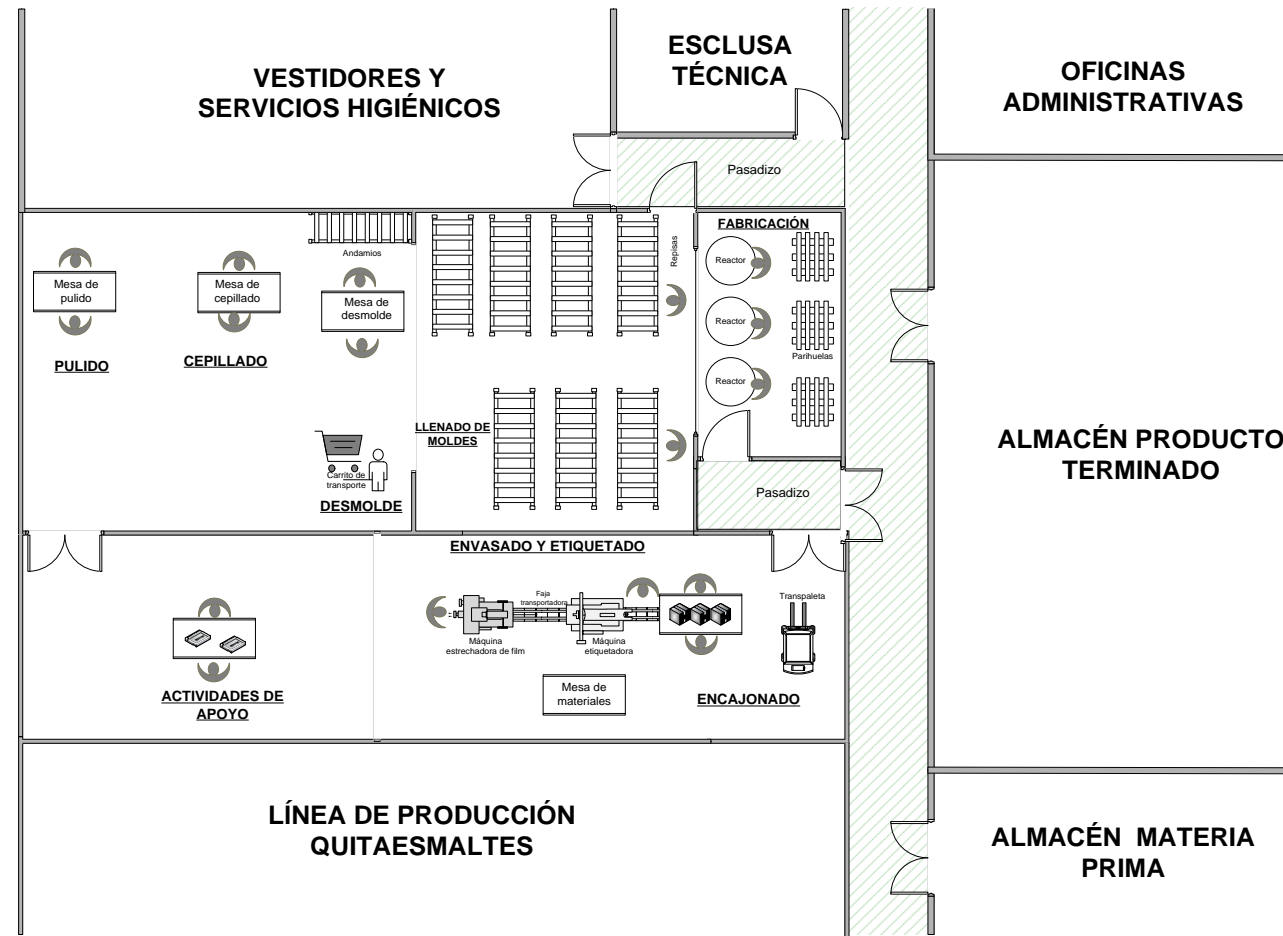 VESTIDORES Y
SERVICIOS HIGIÉNICOS
ESCLUSA
TÉCNICA
OFICINAS
ADMINISTRATIVAS
Pasadizo
FABRICACIÓN
Reactor
Reactor
Reactor
Parihuelas
Repisas
Andamios
Mesa de
pulido
Mesa de
cepillado
Mesa de
desmolde
PULIDO
CEPILLADO
LLENADO DE
MOLDES
Carrito de
transporte
DESMOLDE
Pasadizo
ALMACÉN PRODUCTO
TERMINADO
ENVASADO Y ETIQUETADO
Faja
transportadora
Transpaleta
Máquina
estrechadora de film
Máquina
etiquetadora
Mesa de
materiales
ENCAJONADO
ACTIVIDADES DE
APOYO
LÍNEA DE PRODUCCIÓN
QUITAESMALTES
ALMACÉN MATERIA
PRIMA